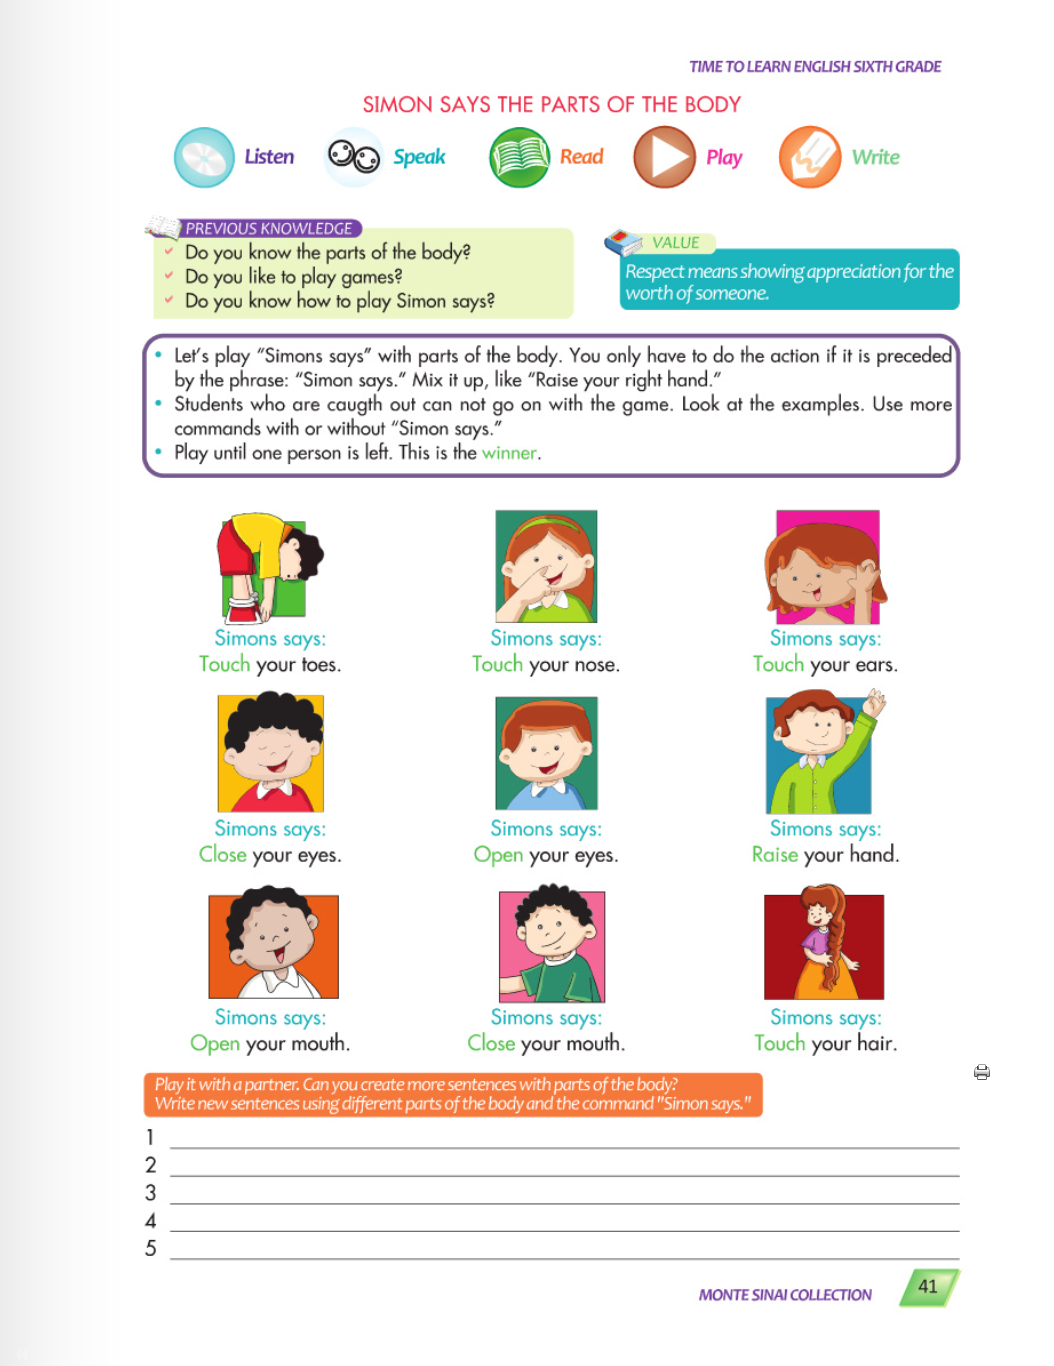 TIME TO LEARN ENGLISH SIXTH GRADE
SIMON SAYS THE PARTS OF THE BODY
Listen Speak Read Play Write
PREVIOUS KNOWLEDGE
Do you know the parts of the body?
Do you like to play games?
Do you know how to play Simon says?
VALUE
Respect means showing appreciation for the
worth of someone.
• Let's play “Simons says” with parts of the body. You only have to do the action if it is preceded
by the phrase: “Simon says.” Mix it up, like “Raise your right hand.”
• Students who are caugth out can not go on with the game. Look at the examples. Use more
commands with or without “Simon says.”
• Play until one person is left. This is the winner.
Simons says: Simons says: Simons says:
Touch your toes. Touch your nose. Touch your ears.
Simons says: Simons says: Simons says:
Close your eyes. Open your eyes. Raise your hand.
Simons says: Simons says: Simons says:
Open your mouth. Close your mouth. Touch your hair.
Play it with a partner. Can you create more sentences with parts of the body?
Write new sentences using different parts of the body and the command "Simon says."
1
2
3
4
5
MONTE SINAI COLLECTION
41